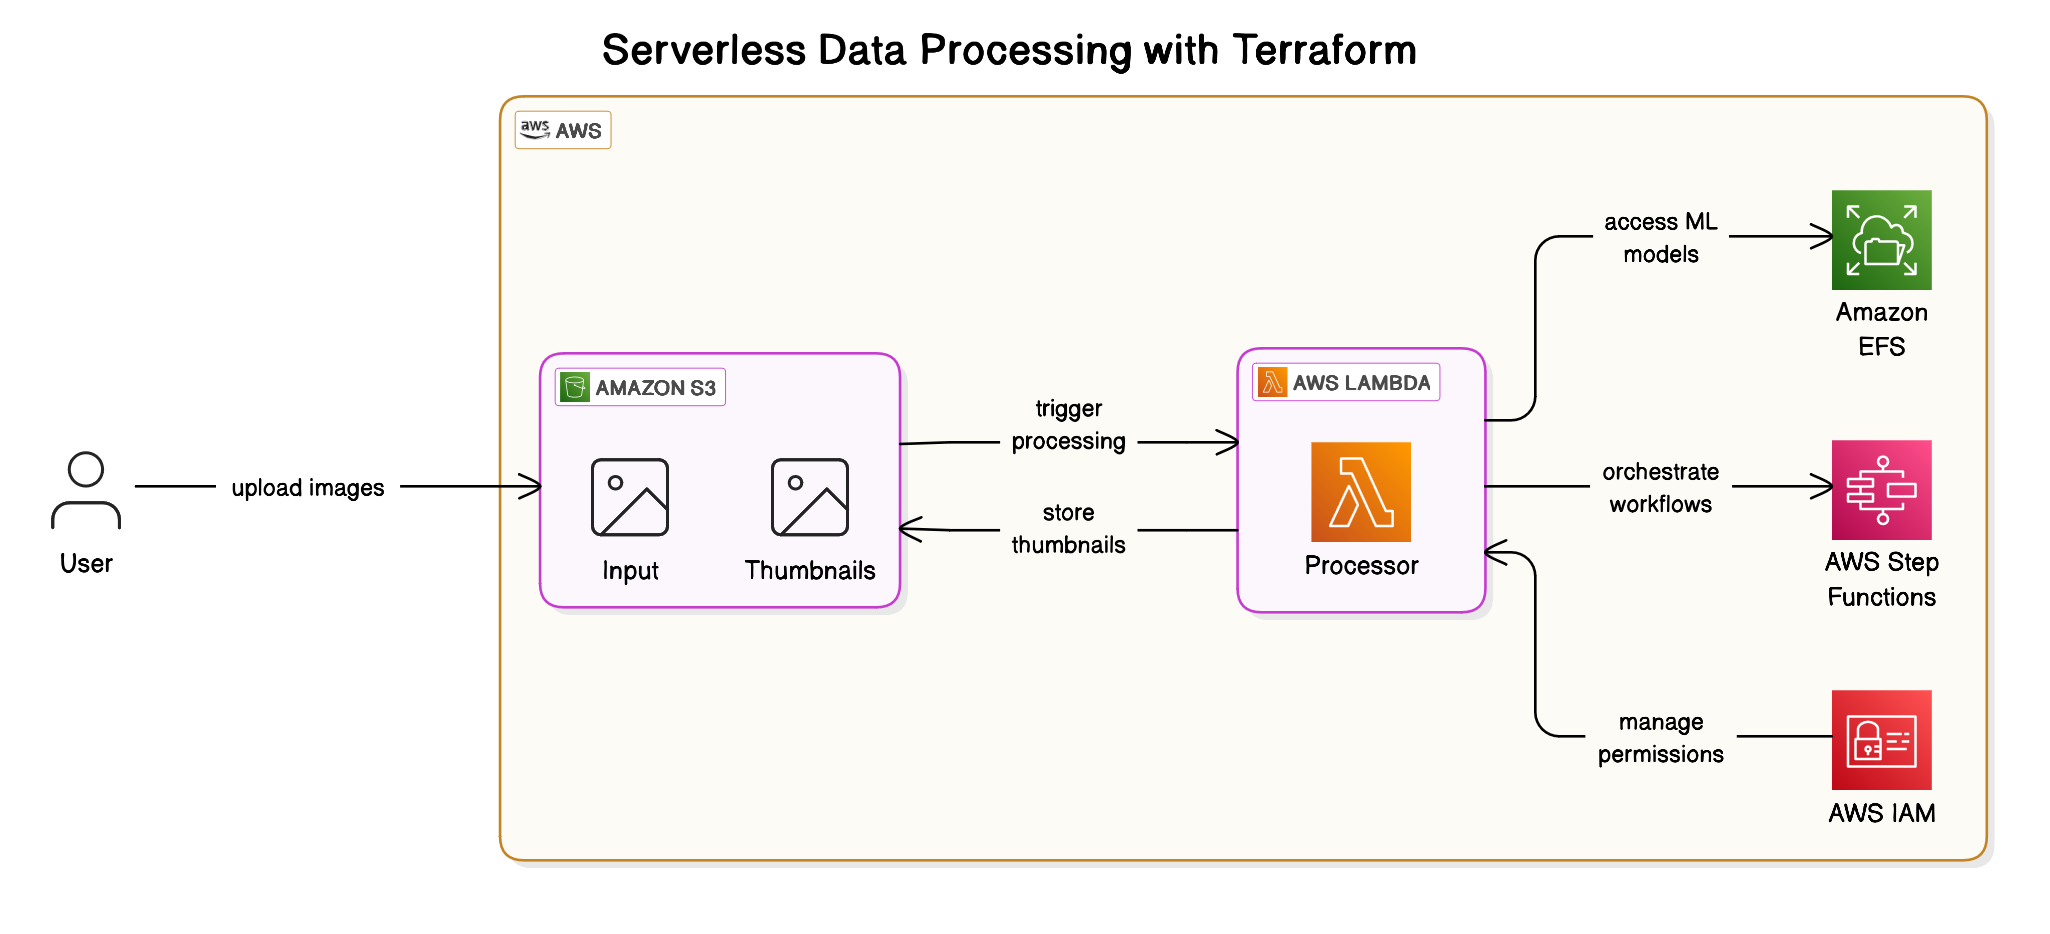 Serverless Data Processing with Terraform
aws AWS
access ML
models
Amazon
EFS
AMAZON S3
AWS LAMBDA
trigger
processing
upload images
orchestrate
workflows
store
thumbnails
User
Input
Thumbnails
Processor
AWS Step
Functions
manage
permissions
AWS IAM